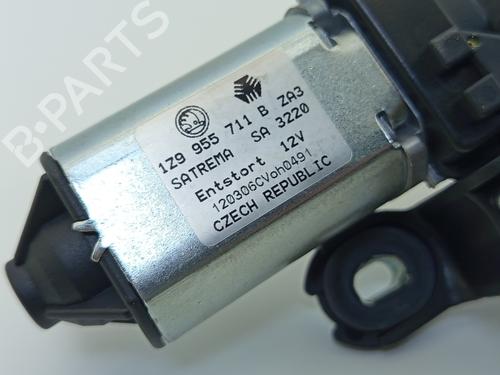 B-PARTS
1Z9 955 711 B ZA3
SATREMA SA 3220
Entstort 12V
120306CVoh0491
CZECH REPUBLIC